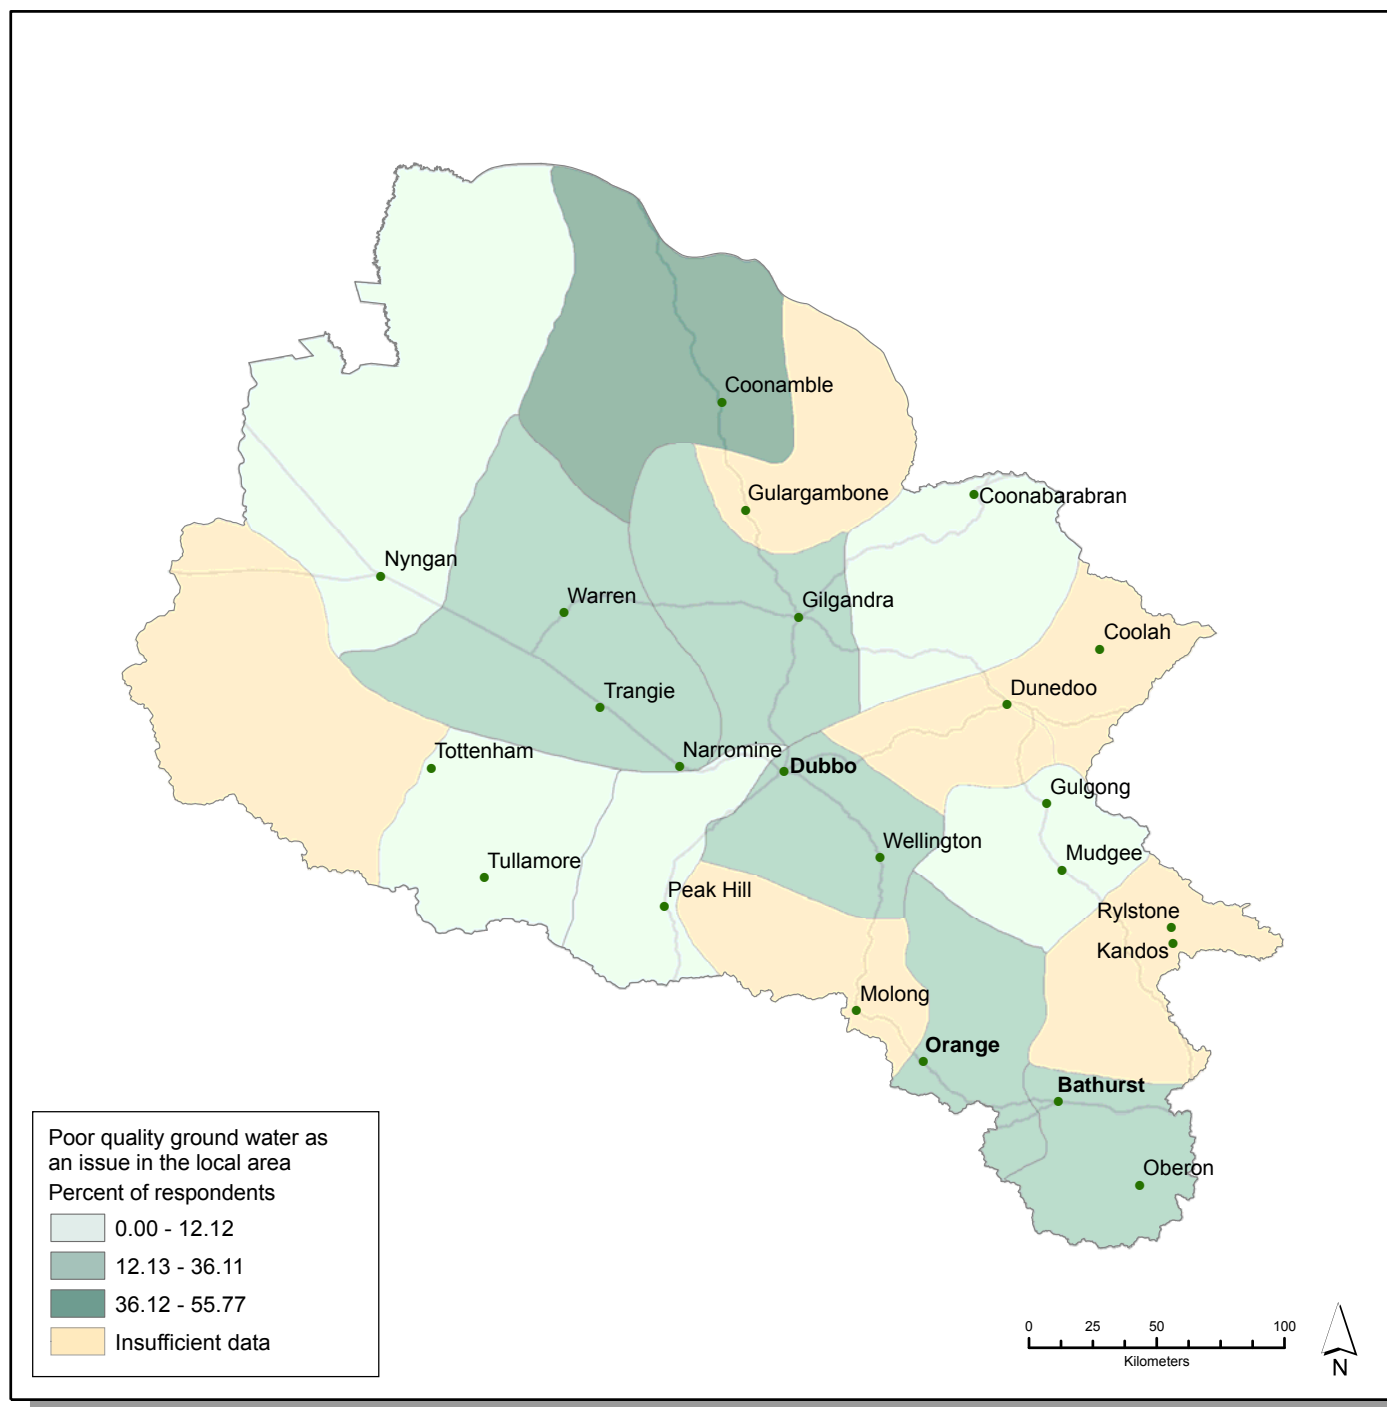 Coonamble
Gulargambone
Coonabarabran
Nyngan
Warren
Gilgandra
Coolah
Trangie
Dunedoo
Tottenham
Narromine
Dubbo
Gulgong
Wellington
Mudgee
Tullamore
Peak Hill
Rylstone
Kandos
Molong
Orange
Bathurst
Oberon
Poor quality ground water as
an issue in the local area
Percent of respondents
0.00 - 12.12
12.13 - 36.11
36.12 - 55.77
Insufficient data
0 25 50 100
Kilometers
N